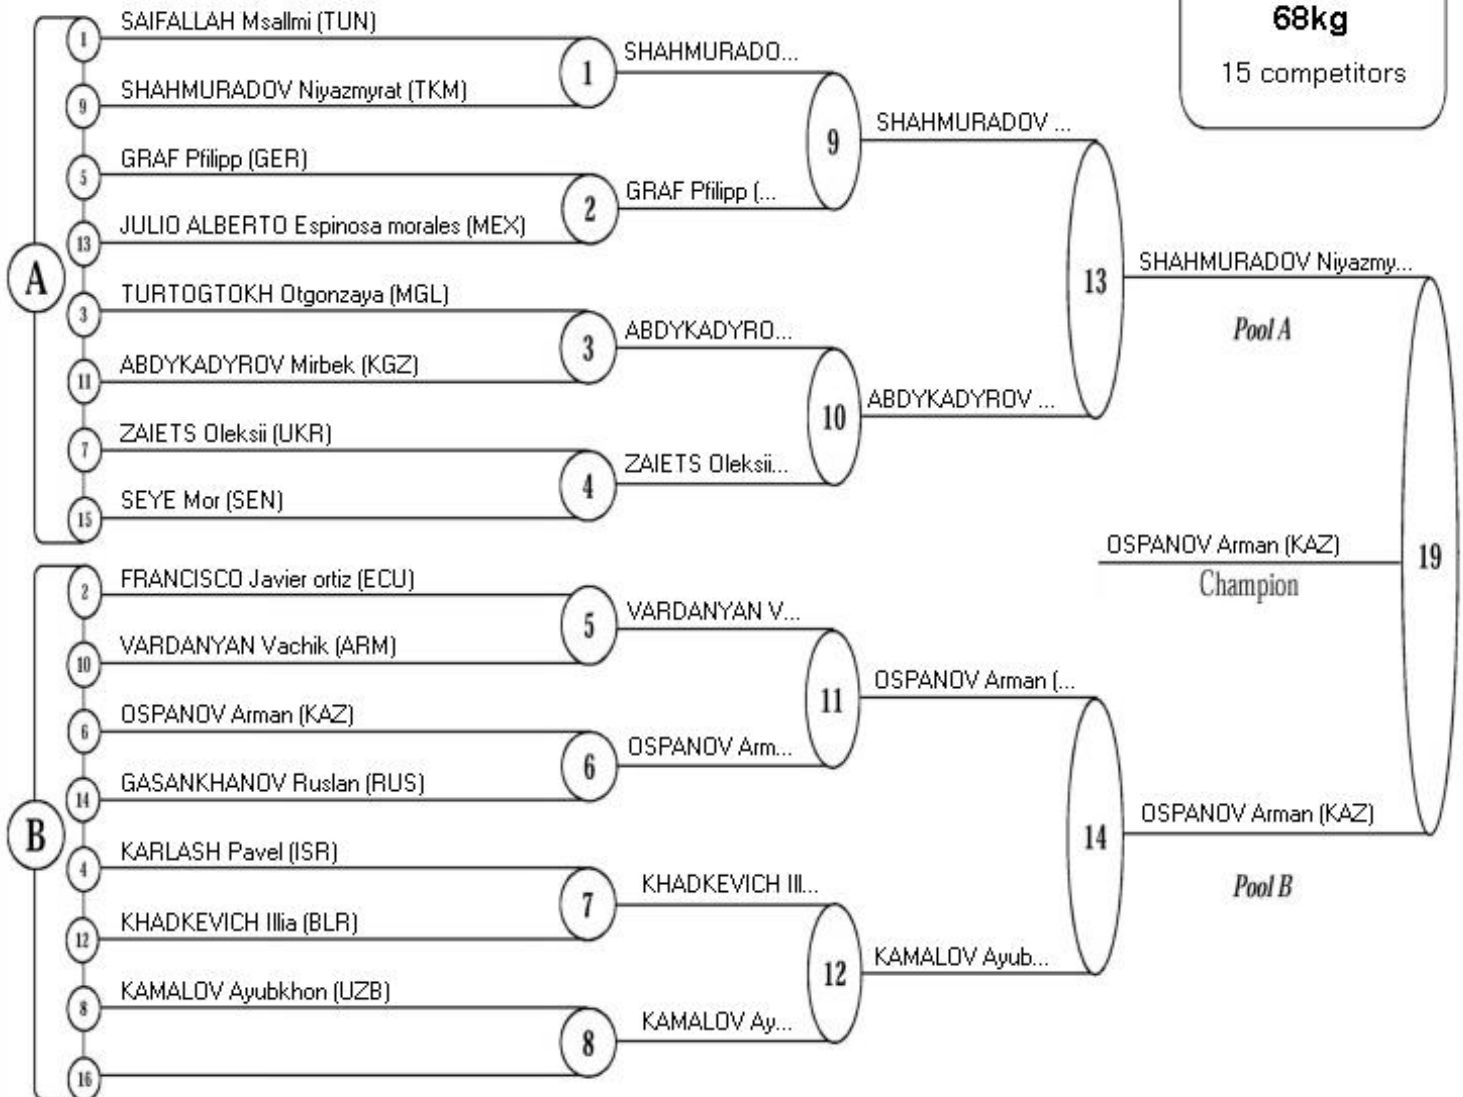 68kg
15 competitors
A
1
SAIFALLAH Msallmi (TUN)
9
SHAHMURADOV Niyazmyrat (TKM)
5
GRAF Pfilipp (GER)
13
JULIO ALBERTO Espinosa morales (MEX)
3
TURTOGTOKH Otgonzaya (MGL)
11
ABDYKADYROV Mirbek (KGZ)
7
ZAIETS Oleksii (UKR)
15
SEYE Mor (SEN)
B
2
FRANCISCO Javier ortiz (ECU)
10
VARDANYAN Vachik (ARM)
6
OSPANOV Arman (KAZ)
14
GASANKHANOV Ruslan (RUS)
4
KARLASH Pavel (ISR)
12
KHADKEVICH Illia (BLR)
8
KAMALOV Ayubkhon (UZB)
16
1
SHAHMURADO...
2
GRAF Pfilipp (...
3
ABDYKADYRO...
4
ZAIETS Oleksii...
5
VARDANYAN V...
6
OSPANOV Arm...
7
KHADKEVICH Ill...
8
KAMALOV Ay...
9
SHAHMURADOV ...
10
ABDYKADYROV ...
11
OSPANOV Arman (...
12
KAMALOV Ayub...
13
SHAHMURADOV Niyazmy...
Pool A
14
OSPANOV Arman (KAZ)
Pool B
19
OSPANOV Arman (KAZ)
Champion